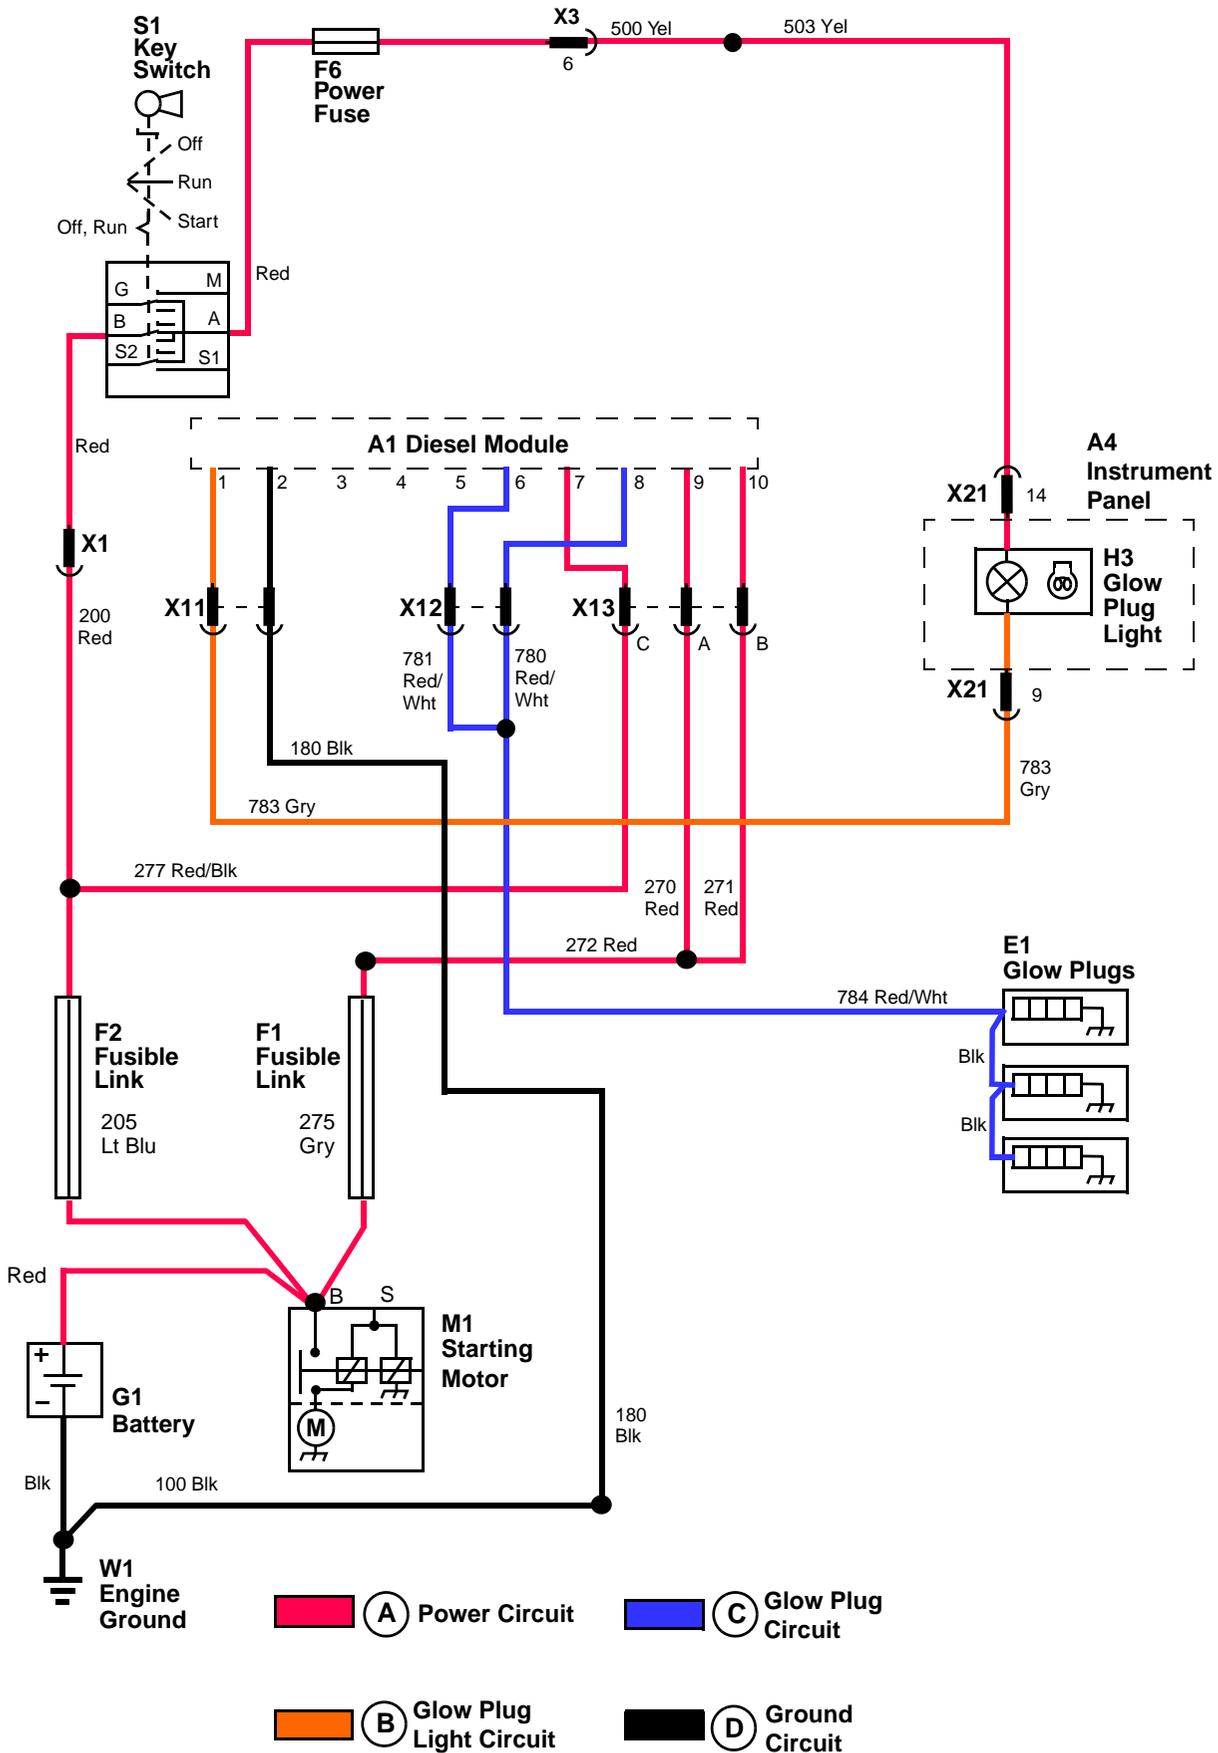 S1
Key
Switch
F6
Power
Fuse
X3
6
500 Yel
503 Yel
Off
Run
Start
Off, Run
Red
G
B
S2
M
A
S1
Red
X1
200
Red
A1 Diesel Module
1
2
3
4
5
6
7
8
9
10
X11
X12
X13
C
A
B
781
Red/
Wht
780
Red/
Wht
A4
Instrument
Panel
X21
14
H3
Glow
Plug
Light
X21
9
783
Gry
180 Blk
783 Gry
277 Red/Blk
270
Red
271
Red
272 Red
E1
Glow Plugs
784 Red/Wht
Blk
Blk
F2
Fusible
Link
205
Lt Blu
F1
Fusible
Link
275
Gry
Red
B
S
M1
Starting
Motor
M
+
−
G1
Battery
Blk
100 Blk
180
Blk
W1
Engine
Ground
A
Power Circuit
C
Glow Plug
Circuit
B
Glow Plug
Light Circuit
D
Ground
Circuit